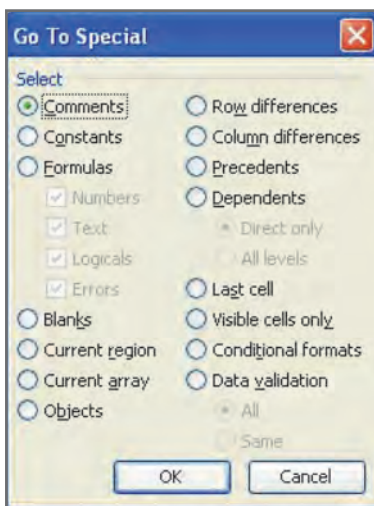 Go To Special
Select
Comments
Constants
Formulas
Numbers
Text
Logicals
Errors
Blanks
Current region
Current array
Objects
Row differences
Column differences
Precedents
Dependents
Direct only
All levels
Last cell
Visible cells only
Conditional formats
Data validation
All
Same
OK
Cancel